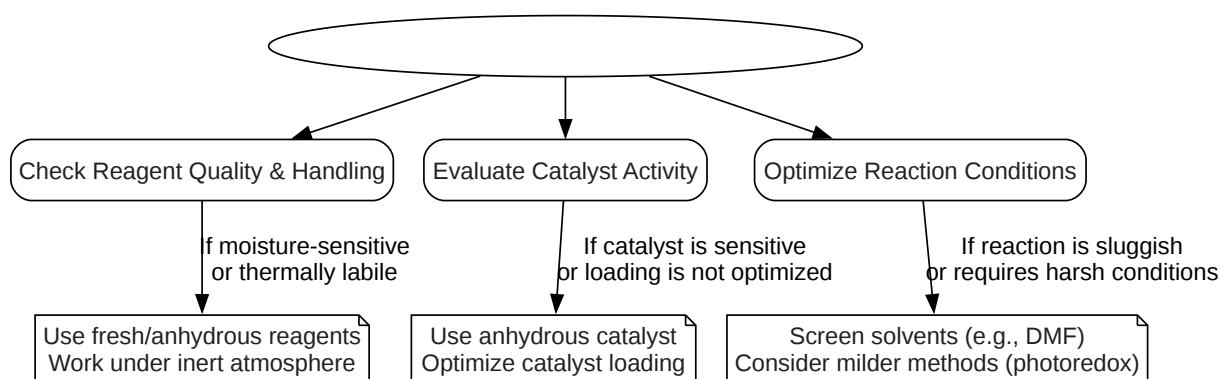 Check Reagent Quality & Handling
Evaluate Catalyst Activity
Optimize Reaction Conditions
If moisture-sensitive
or thermally labile
If catalyst is sensitive
or loading is not optimized
If reaction is sluggish
or requires harsh conditions
Use fresh/anhydrous reagents
Work under inert atmosphere
Use anhydrous catalyst
Optimize catalyst loading
Screen solvents (e.g., DMF)
Consider milder methods (photoredox)